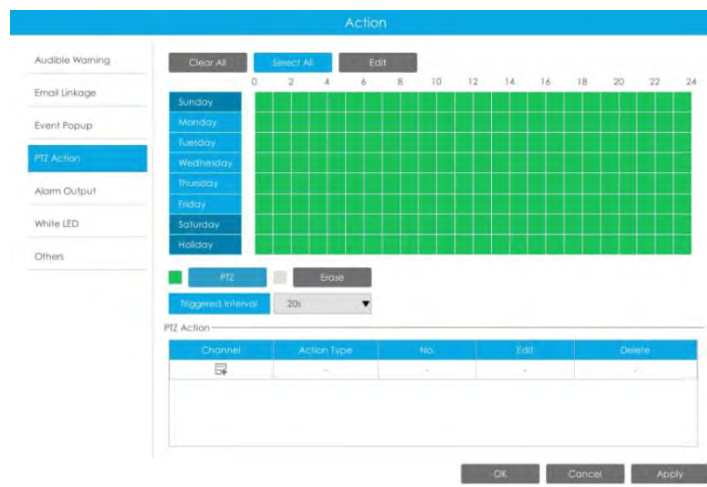 Action
Audible Warning
Email Linkage
Event Popup
PTZ Action
Alarm Output
White LED
Others
Clear All Select All Edit
0 2 4 6 8 10 12 14 16 18 20 22 24
Sunday
Monday
Tuesday
Wednesday
Thursday
Friday
Saturday
Holiday
PTZ Erase
Triggered Interval 20s
PTZ Action
Channel Action Type No. Edit Delete
- - - -
OK Cancel Apply